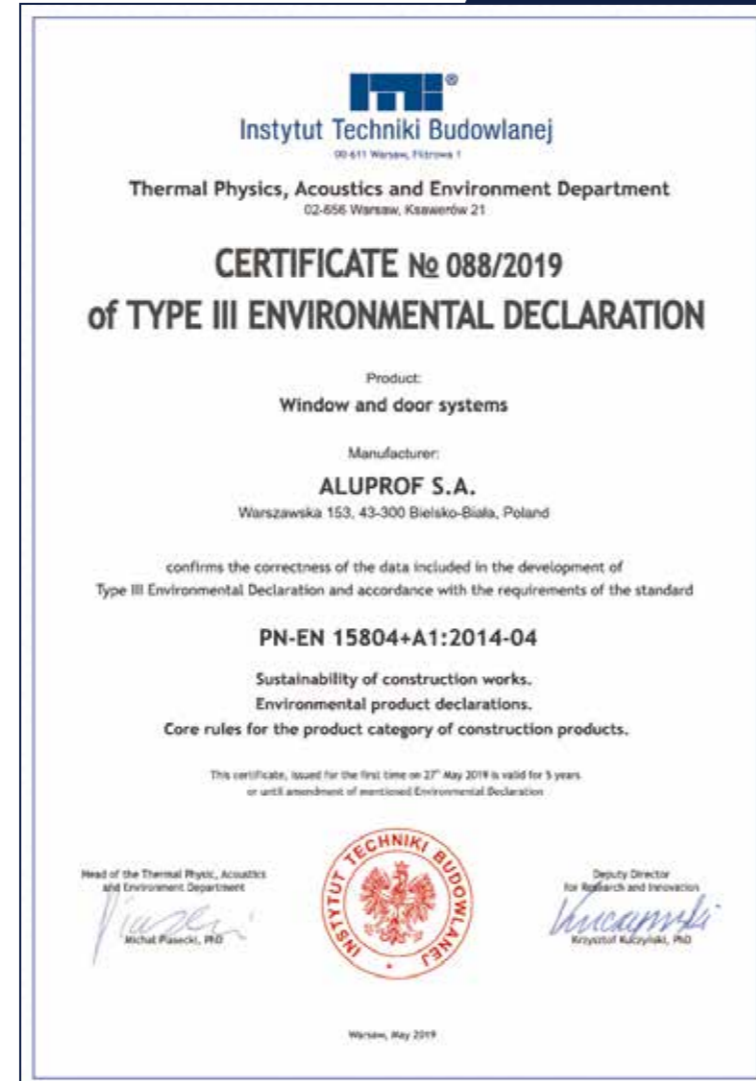 ITB®
Instytut Techniki Budowlanej
00-611 Warsaw, Filtrowa 1
Thermal Physics, Acoustics and Environment Department
02-656 Warsaw, Ksawerów 21
CERTIFICATE № 088/2019
of TYPE III ENVIRONMENTAL DECLARATION
Product:
Window and door systems
Manufacturer:
ALUPROF S.A.
Warszawska 153, 43-300 Bielsko-Biała, Poland
confirms the correctness of the data included in the development of
Type III Environmental Declaration and accordance with the requirements of the standard
PN-EN 15804+A1:2014-04
Sustainability of construction works.
Environmental product declarations.
Core rules for the product category of construction products.
This certificate, issued for the first time on 27th May 2019 is valid for 5 years
or until amendment of mentioned Environmental Declaration
Head of the Thermal Physic, Acoustics
and Environment Department
Michał Piasecki, PhD
INSTYTUT TECHNIKI BUDOWLANEJ
Deputy Director
for Research and Innovation
Krzysztof Kuczyński, PhD
Warsaw, May 2019